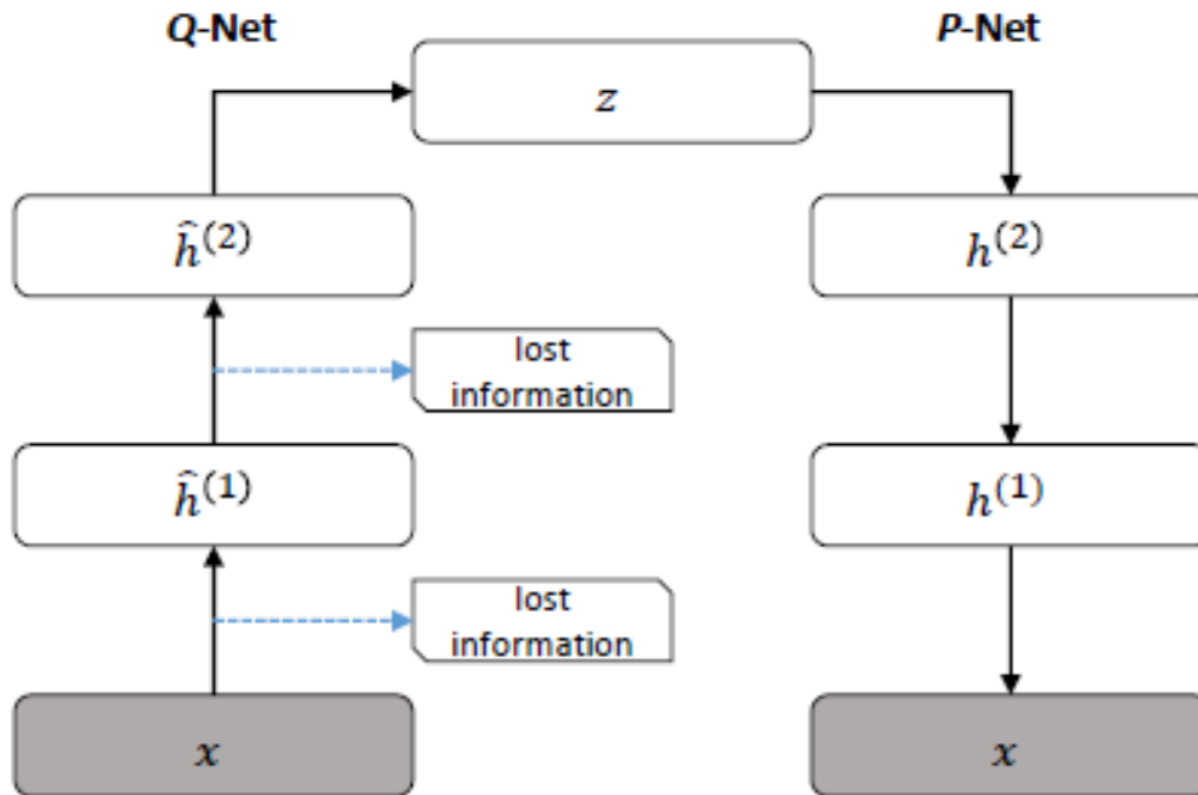 Q-Net
P-Net
z
ĥ(2)
h(2)
lost
information
ĥ(1)
h(1)
lost
information
x
x